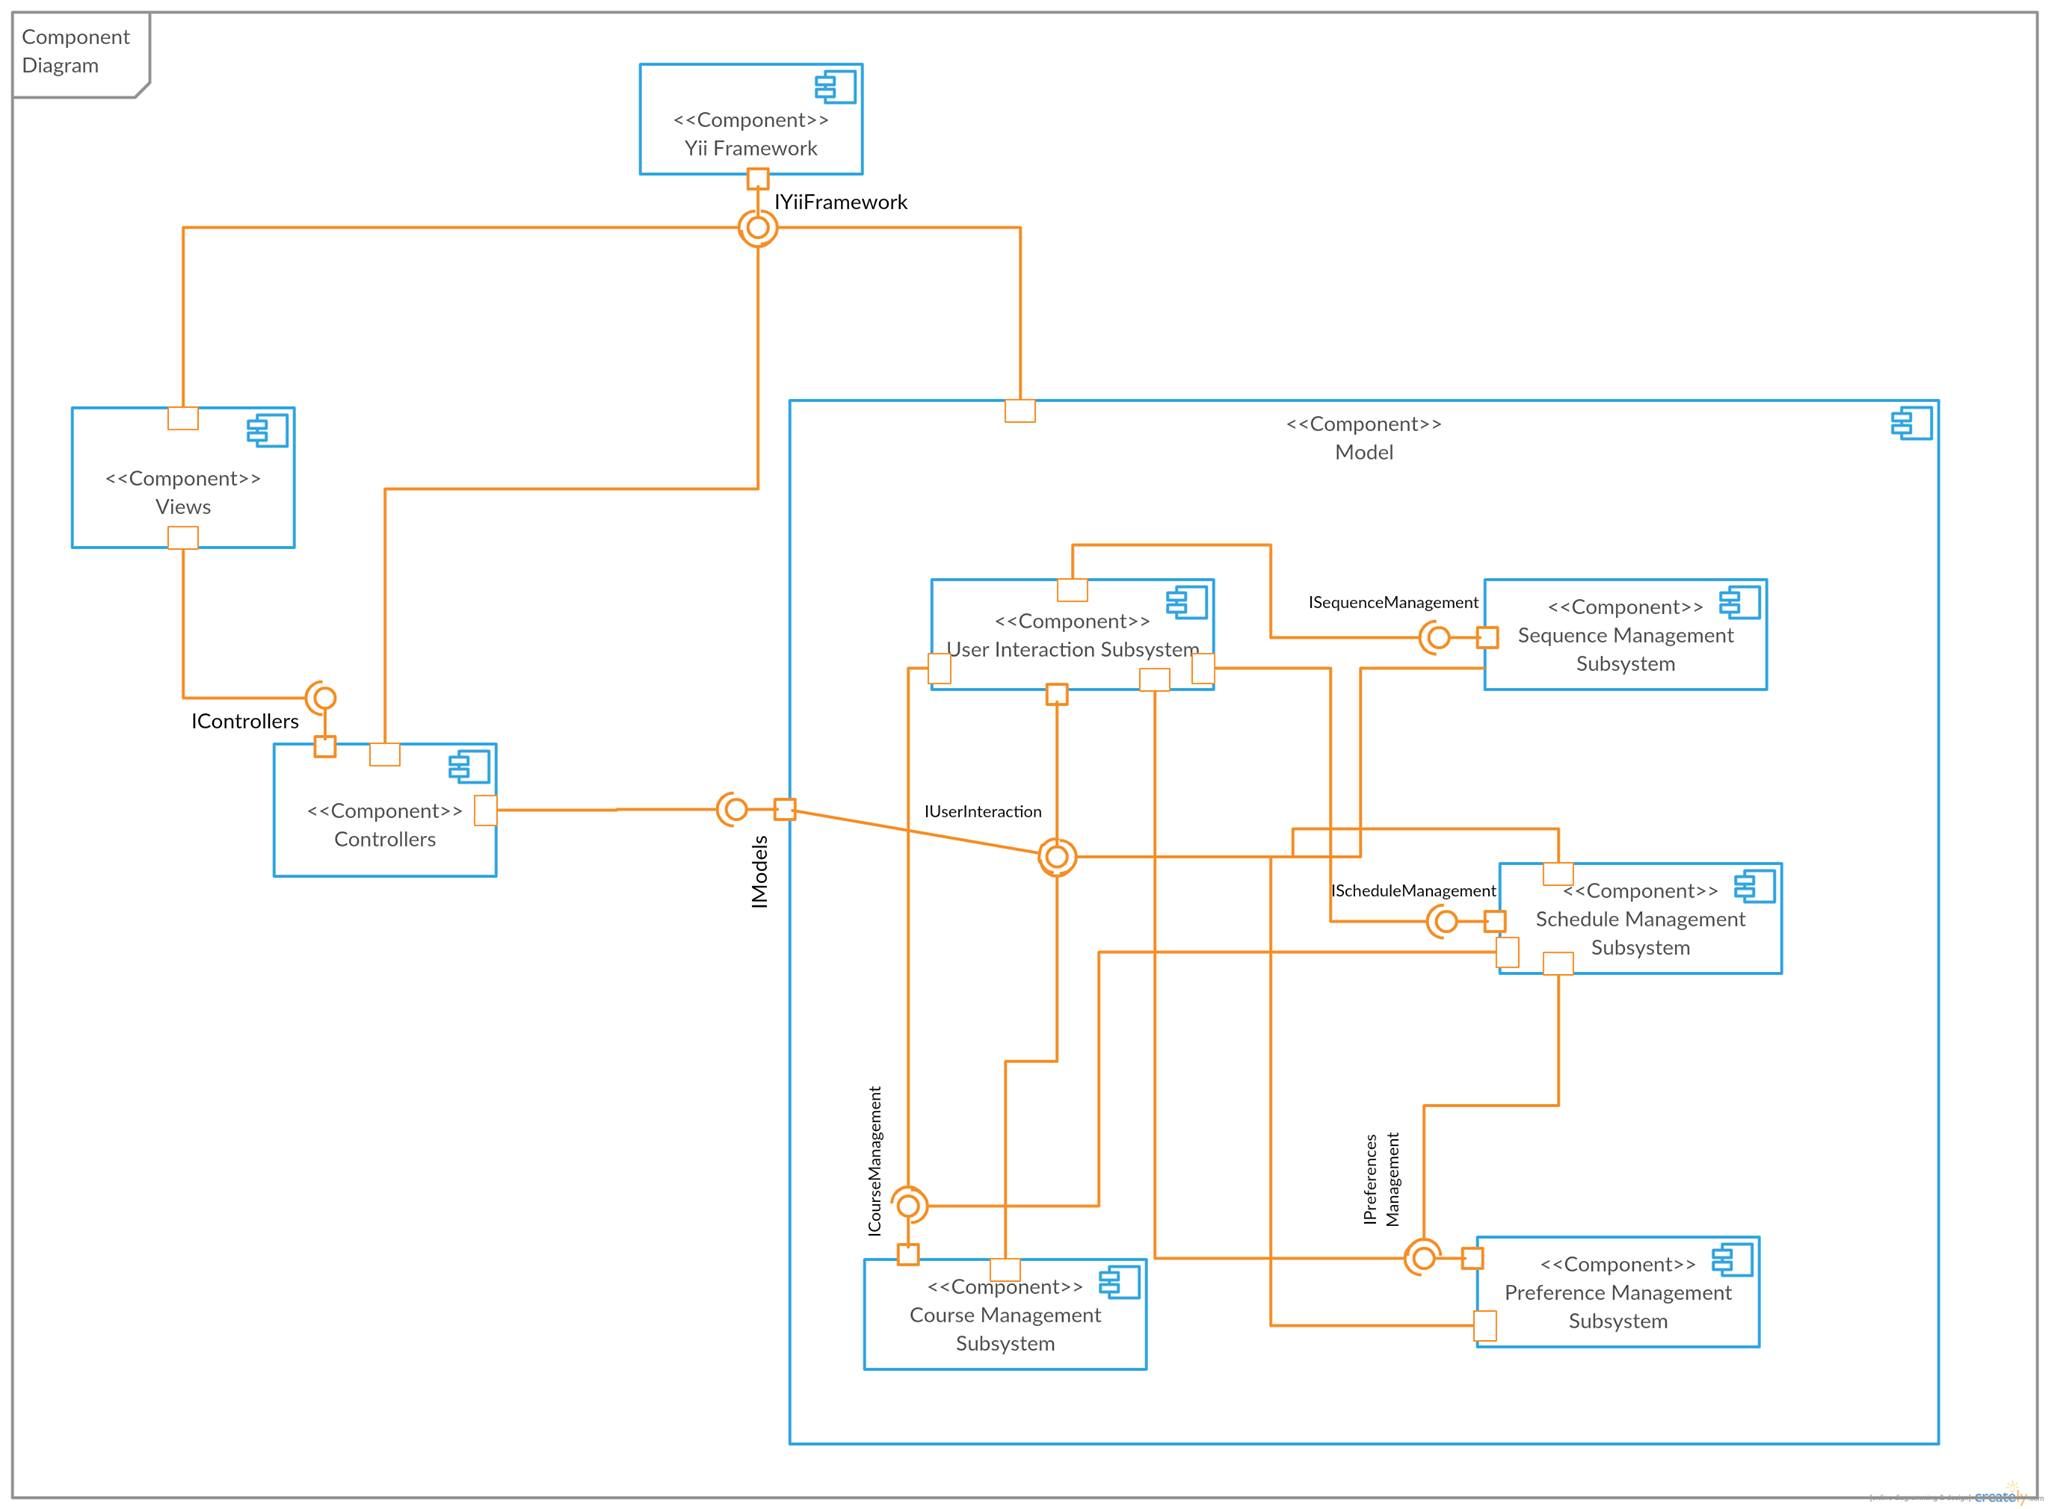 Component
Diagram
<<Component>>
Yii Framework
IYiiFramework
<<Component>>
Model
<<Component>>
Views
<<Component>>
User Interaction Subsystem
ISequenceManagement
<<Component>>
Sequence Management
Subsystem
IControllers
<<Component>>
Controllers
IModels
IUserInteraction
IScheduleManagement
<<Component>>
Schedule Management
Subsystem
ICourseManagement
IPreferences
Management
<<Component>>
Course Management
Subsystem
<<Component>>
Preference Management
Subsystem
creately